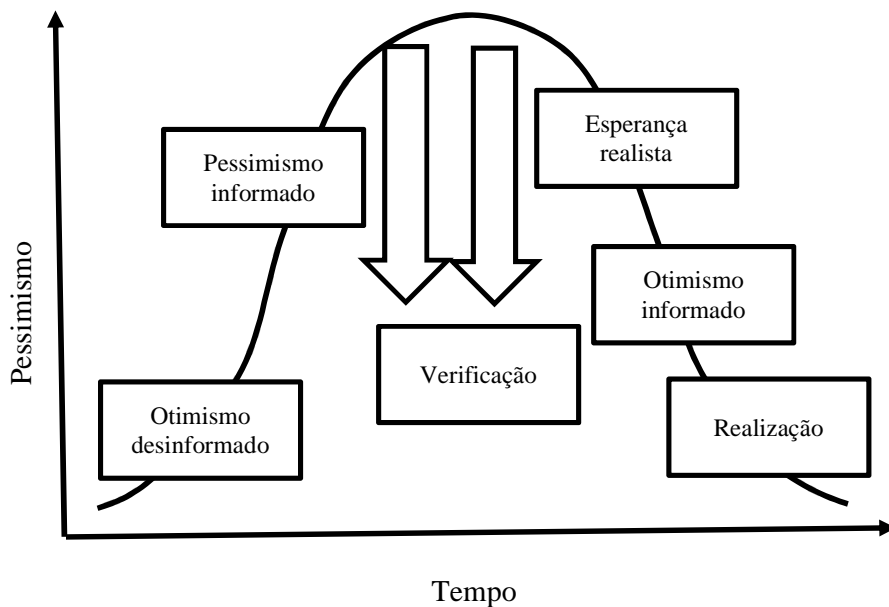 Esperança
realista
Pessimismo
informado
Otimismo
informado
Pessimismo
Verificação
Otimismo
desinformado
Realização
Tempo